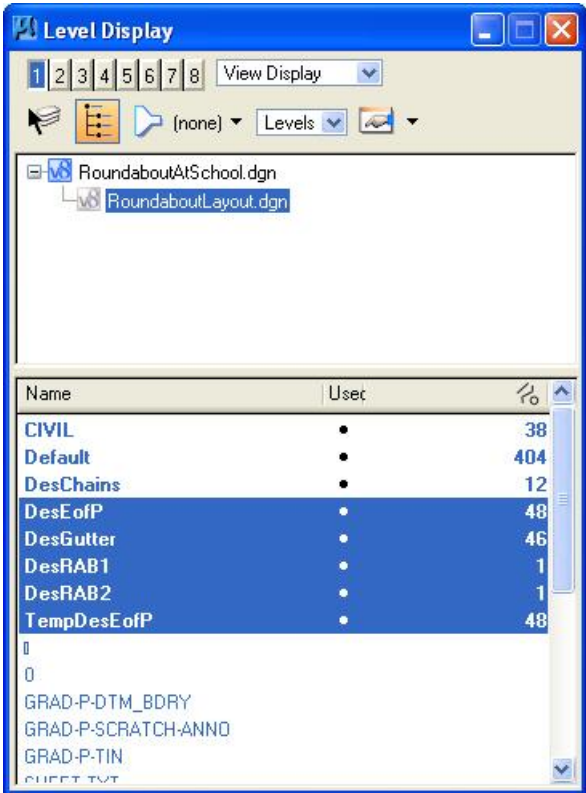 Level Display
1 2 3 4 5 6 7 8 View Display
(none) Levels
RoundaboutAtSchool.dgn
RoundaboutLayout.dgn
Name Used
CIVIL • 38
Default • 404
DesChains • 12
DesEofP • 48
DesGutter • 46
DesRAB1 • 1
DesRAB2 • 1
TempDesEofP • 48
0
GRAD-P-DTM_BDRY
GRAD-P-SCRATCH-ANNO
GRAD-P-TIN
SHEET_TXT